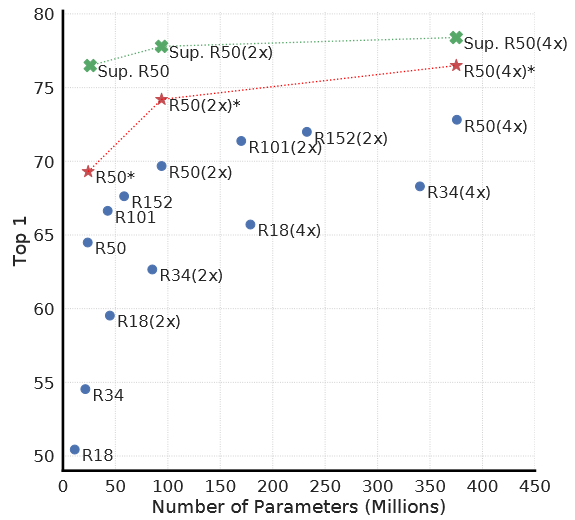 80
Sup. R50(4x)
Sup. R50(2x)
Sup. R50
R50(4x)*
75
R50(2x)*
R50(4x)
R152(2x)
R101(2x)
70
R50(2x)
R50*
R34(4x)
R152
R101
R18(4x)
65
R50
R34(2x)
60
R18(2x)
55
R34
50
R18
Top 1
0 50 100 150 200 250 300 350 400 450
Number of Parameters (Millions)